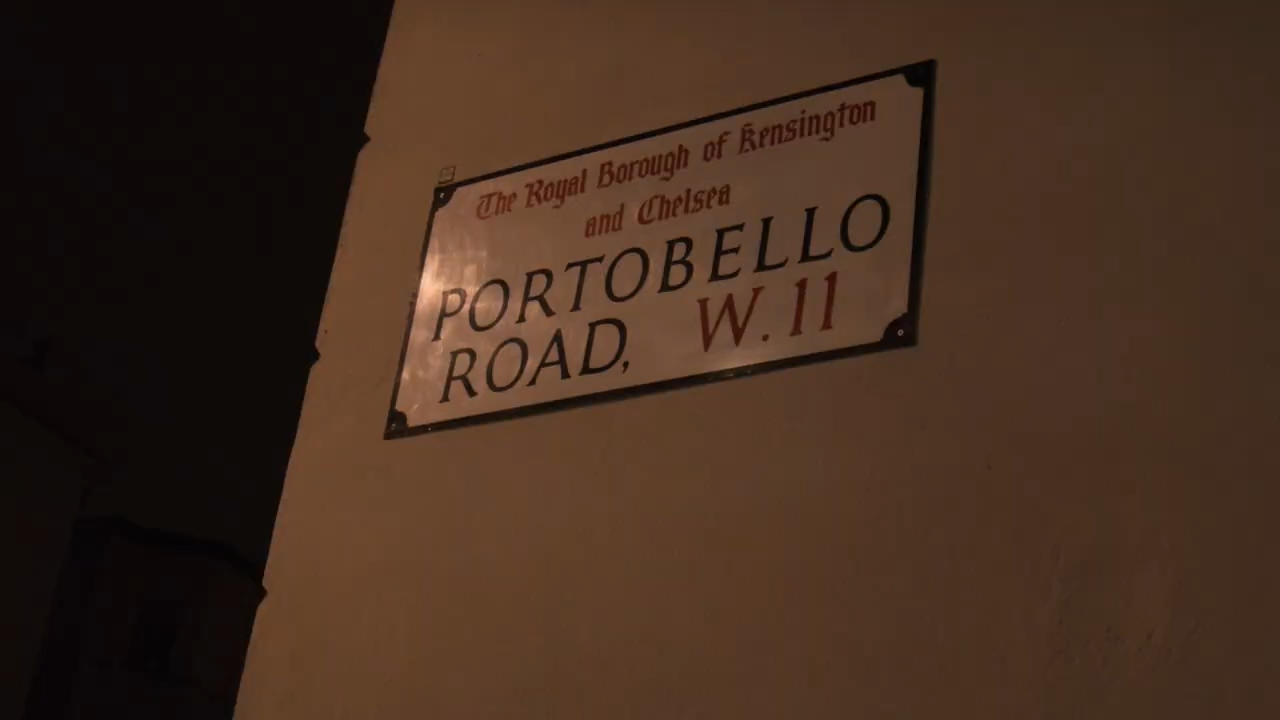 The Royal Borough of Kensington
and Chelsea
PORTOBELLO
ROAD, W.11